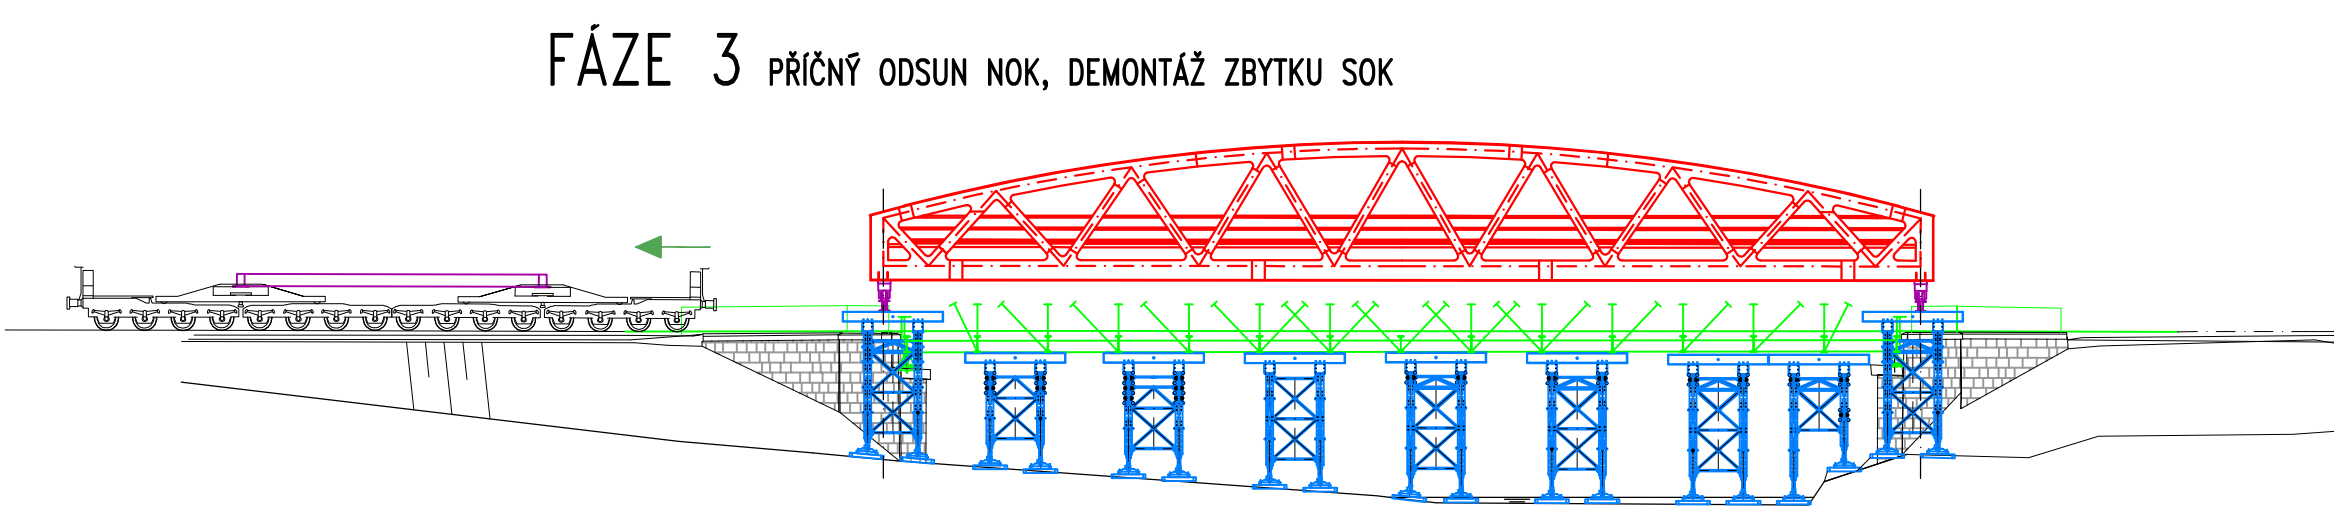 FÁZE 3 PŘÍČNÝ ODSUN NOK, DEMONTÁŽ ZBYTKU SOK